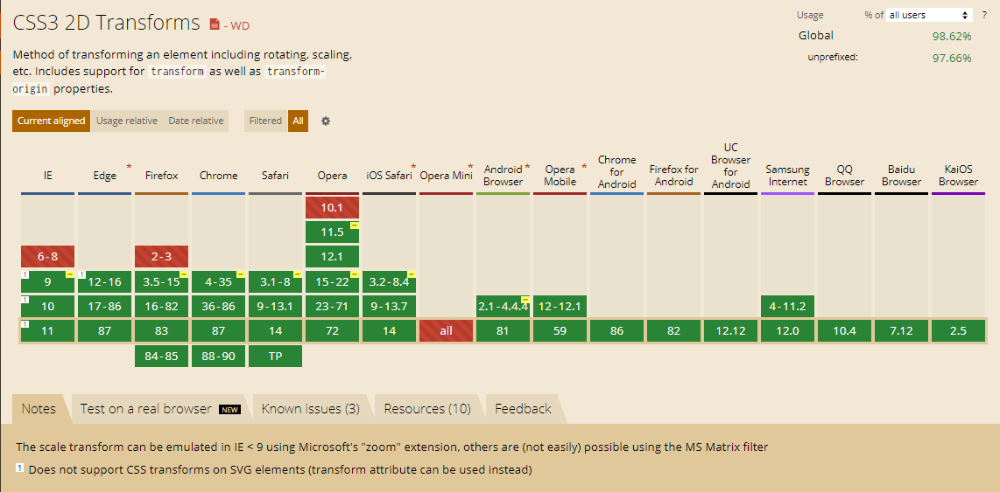 CSS3 2D Transforms - WD
Usage % of all users ?
Global 98.62%
unprefixed: 97.66%
Method of transforming an element including rotating, scaling,
etc. Includes support for transform as well as transform-
origin properties.
Current aligned Usage relative Date relative Filtered All
IE Edge * Firefox Chrome Safari Opera iOS Safari * Opera Mini * Android Browser * Opera Mobile * Chrome for Android Firefox for Android UC Browser for Android Samsung Internet QQ Browser Baidu Browser KaiOS Browser
10.1
11.5
6-8 2-3 12.1
1 9 1 12-16 3.5-15 4-35 3.1-8 15-22 3.2-8.4
1 10 17-86 16-82 36-86 9-13.1 23-71 9-13.7 2.1-4.4.4 12-12.1 4-11.2
1 11 87 83 87 14 72 14 all 81 59 86 82 12.12 12.0 10.4 7.12 2.5
84-85 88-90 TP
Notes Test on a real browser NEW Known issues (3) Resources (10) Feedback
The scale transform can be emulated in IE < 9 using Microsoft's "zoom" extension, others are (not easily) possible using the MS Matrix filter
1 Does not support CSS transforms on SVG elements (transform attribute can be used instead)